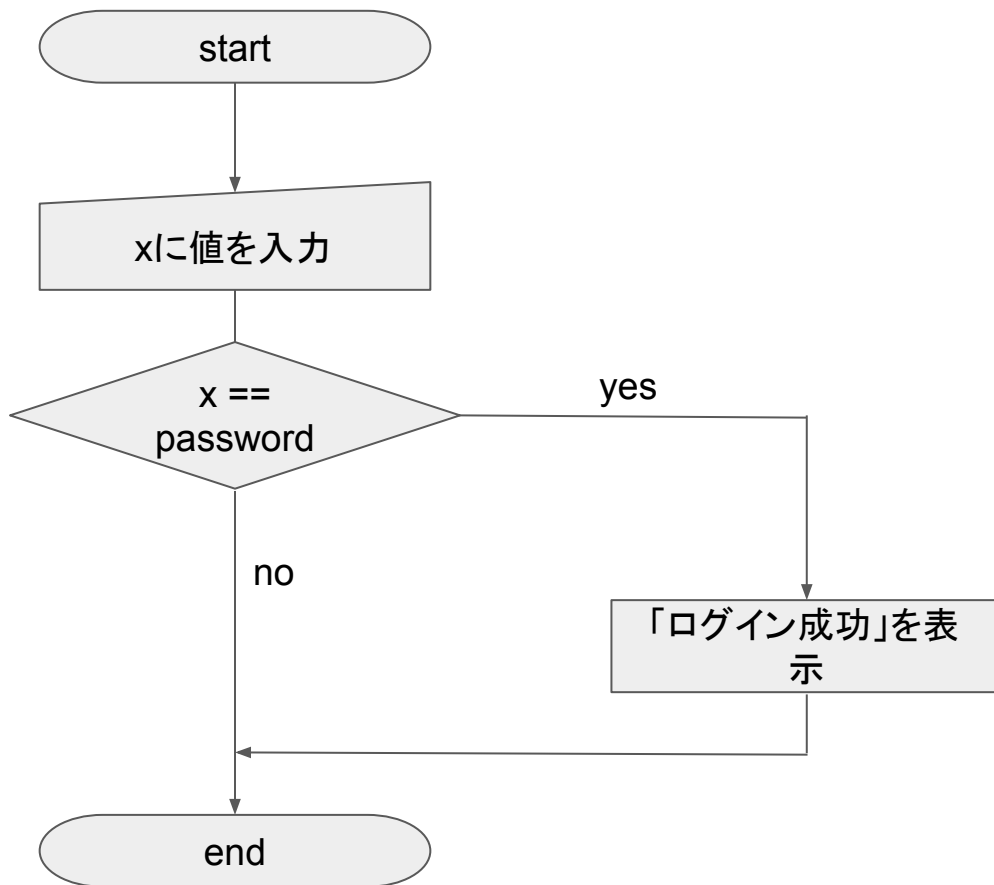 start
xに値を入力
x ==
password
yes
no
「ログイン成功」を表
示
end